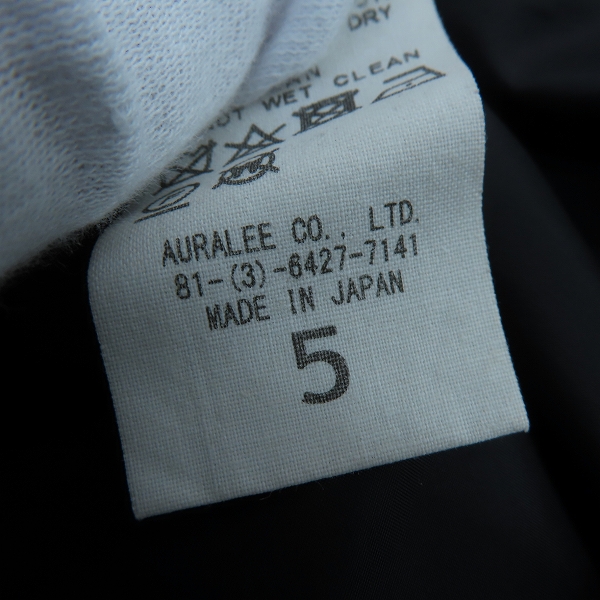 DRY
WET CLEAN
AURALEE CO., LTD.
81-(3)-6427-7141
MADE IN JAPAN
5